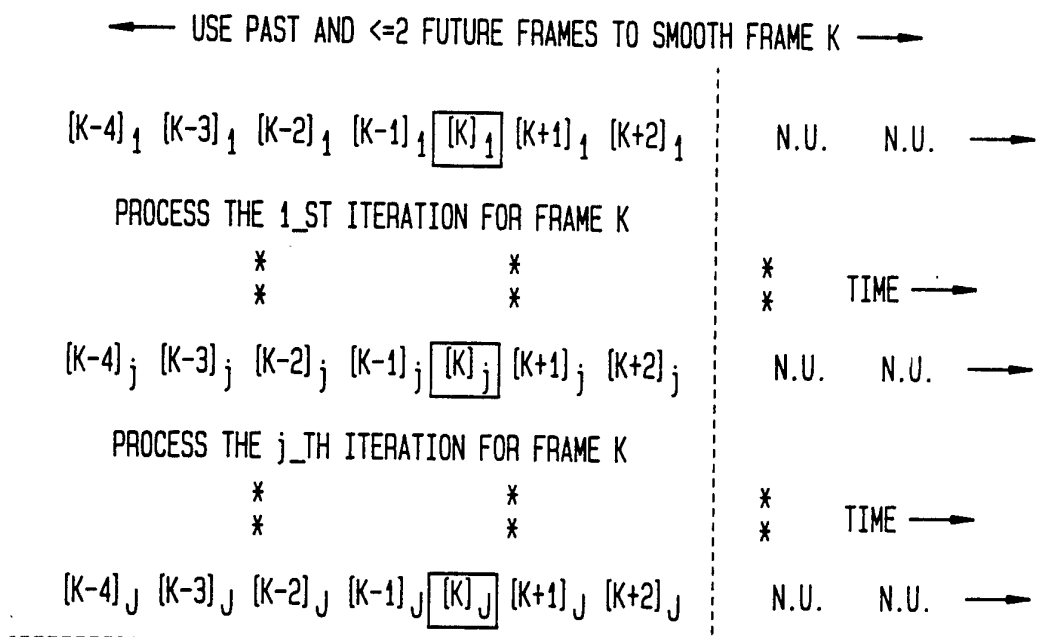 USE PAST AND <=2 FUTURE FRAMES TO SMOOTH FRAME K
[K-4]1 [K-3]1 [K-2]1 [K-1]1 [K]1 [K+1]1 [K+2]1 N.U. N.U.
PROCESS THE 1_ST ITERATION FOR FRAME K
* * *
* * * TIME
[K-4]j [K-3]j [K-2]j [K-1]j [K]j [K+1]j [K+2]j N.U. N.U.
PROCESS THE j_TH ITERATION FOR FRAME K
* * *
* * * TIME
[K-4]J [K-3]J [K-2]J [K-1]J [K]J [K+1]J [K+2]J N.U. N.U.